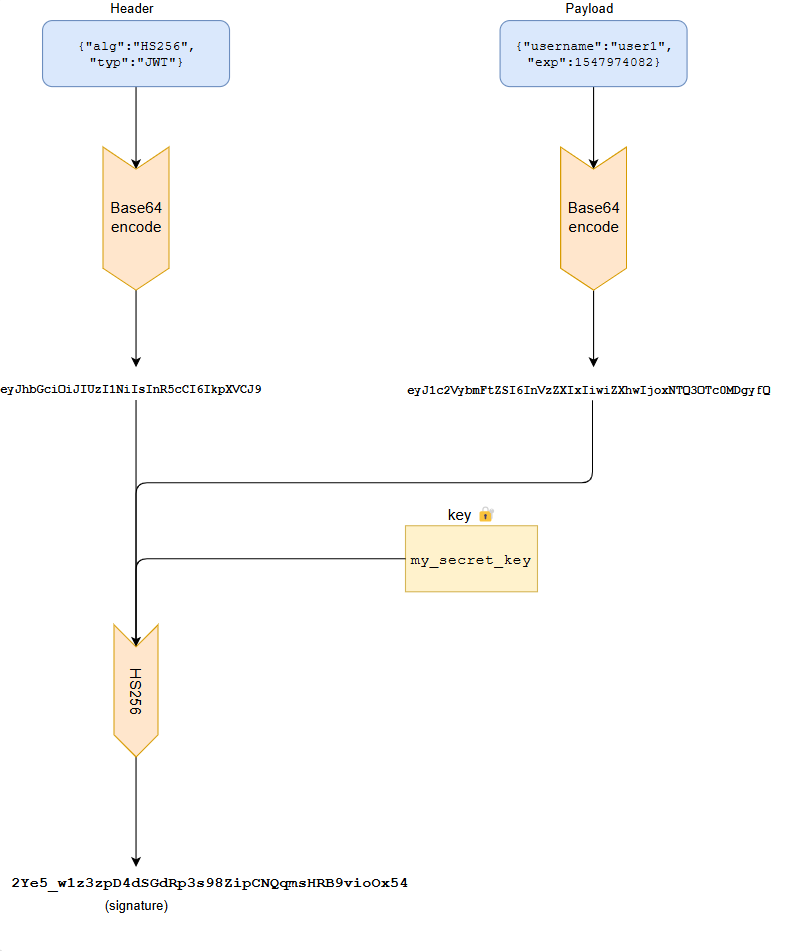 Header
Payload
{"alg":"HS256",
"typ":"JWT"}
{"username":"user1",
"exp":1547974082}
Base64
encode
Base64
encode
eyJhbGciOiJIUzI1NiIsInR5cCI6IkpXVCJ9
eyJ1c2VybmFtZSI6InVzZXIxIiwiZXhwIjoxNTQ3OTc0MDgyfQ
key
my_secret_key
HS256
2Ye5_w1z3zpD4dSGdRp3s98ZipCNQqmsHRB9vioOx54
(signature)